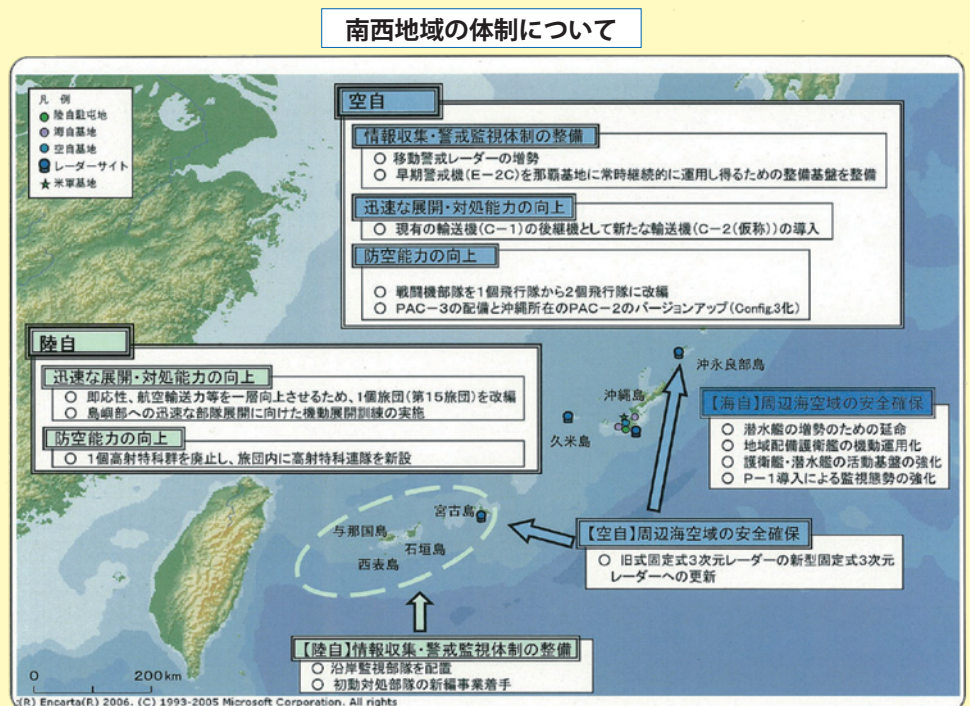 南西地域の体制について
凡 例
陸自駐屯地
海自基地
空自基地
レーダーサイト
米軍基地
空自
情報収集・警戒監視体制の整備
○ 移動警戒レーダーの増勢
○ 早期警戒機(E-2C)を那覇基地に常時継続的に運用し得るための整備基盤を整備
迅速な展開・対処能力の向上
○ 現有の輸送機(C-1)の後継機として新たな輸送機(C-2(仮称))の導入
防空能力の向上
○ 戦闘機部隊を1個飛行隊から2個飛行隊に改編
○ PAC-3の配備と沖縄所在のPAC-2のバージョンアップ(Config.3化)
陸自
迅速な展開・対処能力の向上
○ 即応性、航空輸送力等を一層向上させるため、1個旅団(第15旅団)を改編
○ 島嶼部への迅速な部隊展開に向けた機動展開訓練の実施
防空能力の向上
○ 1個高射特科群を廃止し、旅団内に高射特科連隊を新設
沖永良部島
沖縄島
久米島
【海自】周辺海空域の安全確保
○ 潜水艦の増勢のための延命
○ 地域配備護衛艦の機動運用化
○ 護衛艦・潜水艦の活動基盤の強化
○ P-1導入による監視態勢の強化
宮古島
与那国島
石垣島
西表島
【空自】周辺海空域の安全確保
○ 旧式固定式3次元レーダーの新型固定式3次元
レーダーへの更新
【陸自】情報収集・警戒監視体制の整備
○ 沿岸監視部隊を配置
○ 初動対処部隊の新編事業着手
0 200km
(R) Encarta(R) 2006. (C) 1993-2005 Microsoft Corporation. All rights